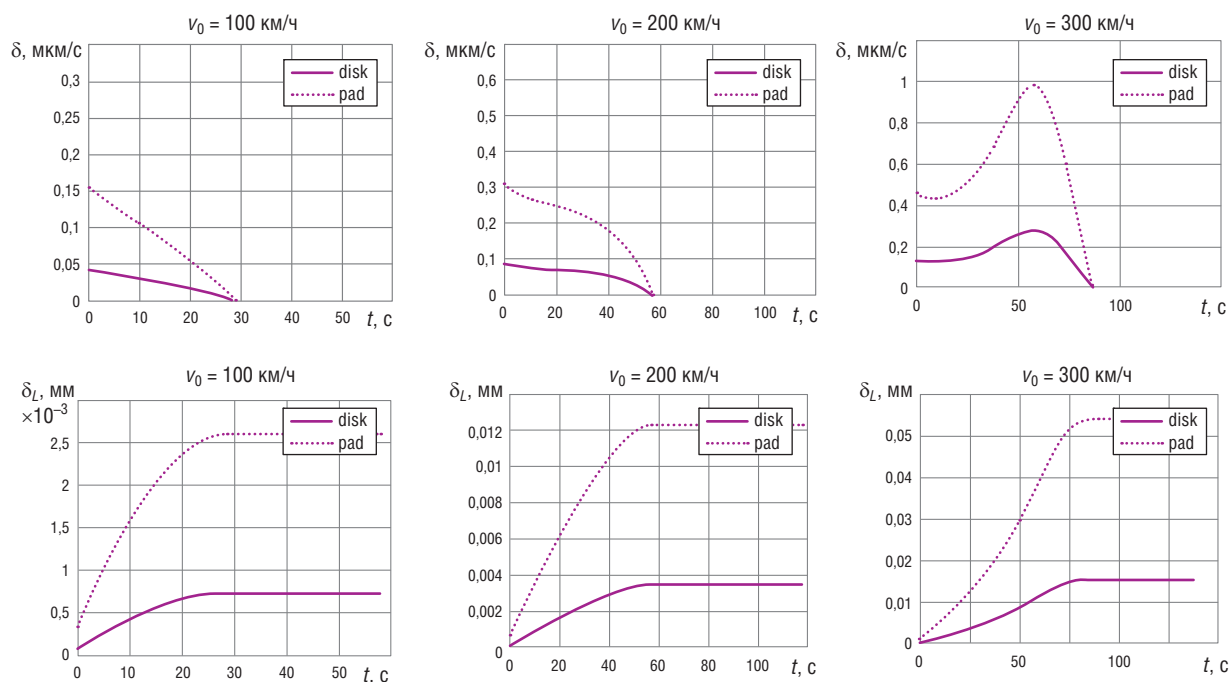 v₀ = 100 км/ч
δ, мкм/с
0,3
0,25
0,2
0,15
0,1
0,05
0
disk
pad
0 10 20 30 40 50 t, с
v₀ = 200 км/ч
δ, мкм/с
0,6
0,5
0,4
0,3
0,2
0,1
0
disk
pad
0 20 40 60 80 100 t, с
v₀ = 300 км/ч
δ, мкм/с
1
0,8
0,6
0,4
0,2
0
disk
pad
0 50 100 t, с
v₀ = 100 км/ч
δL, мм
×10⁻³
2,5
2
1,5
1
0,5
0
disk
pad
0 10 20 30 40 50 t, с
v₀ = 200 км/ч
δL, мм
0,012
0,010
0,008
0,006
0,004
0,002
0
disk
pad
0 20 40 60 80 100 t, с
v₀ = 300 км/ч
δL, мм
0,05
0,04
0,03
0,02
0,01
0
disk
pad
0 50 100 t, с